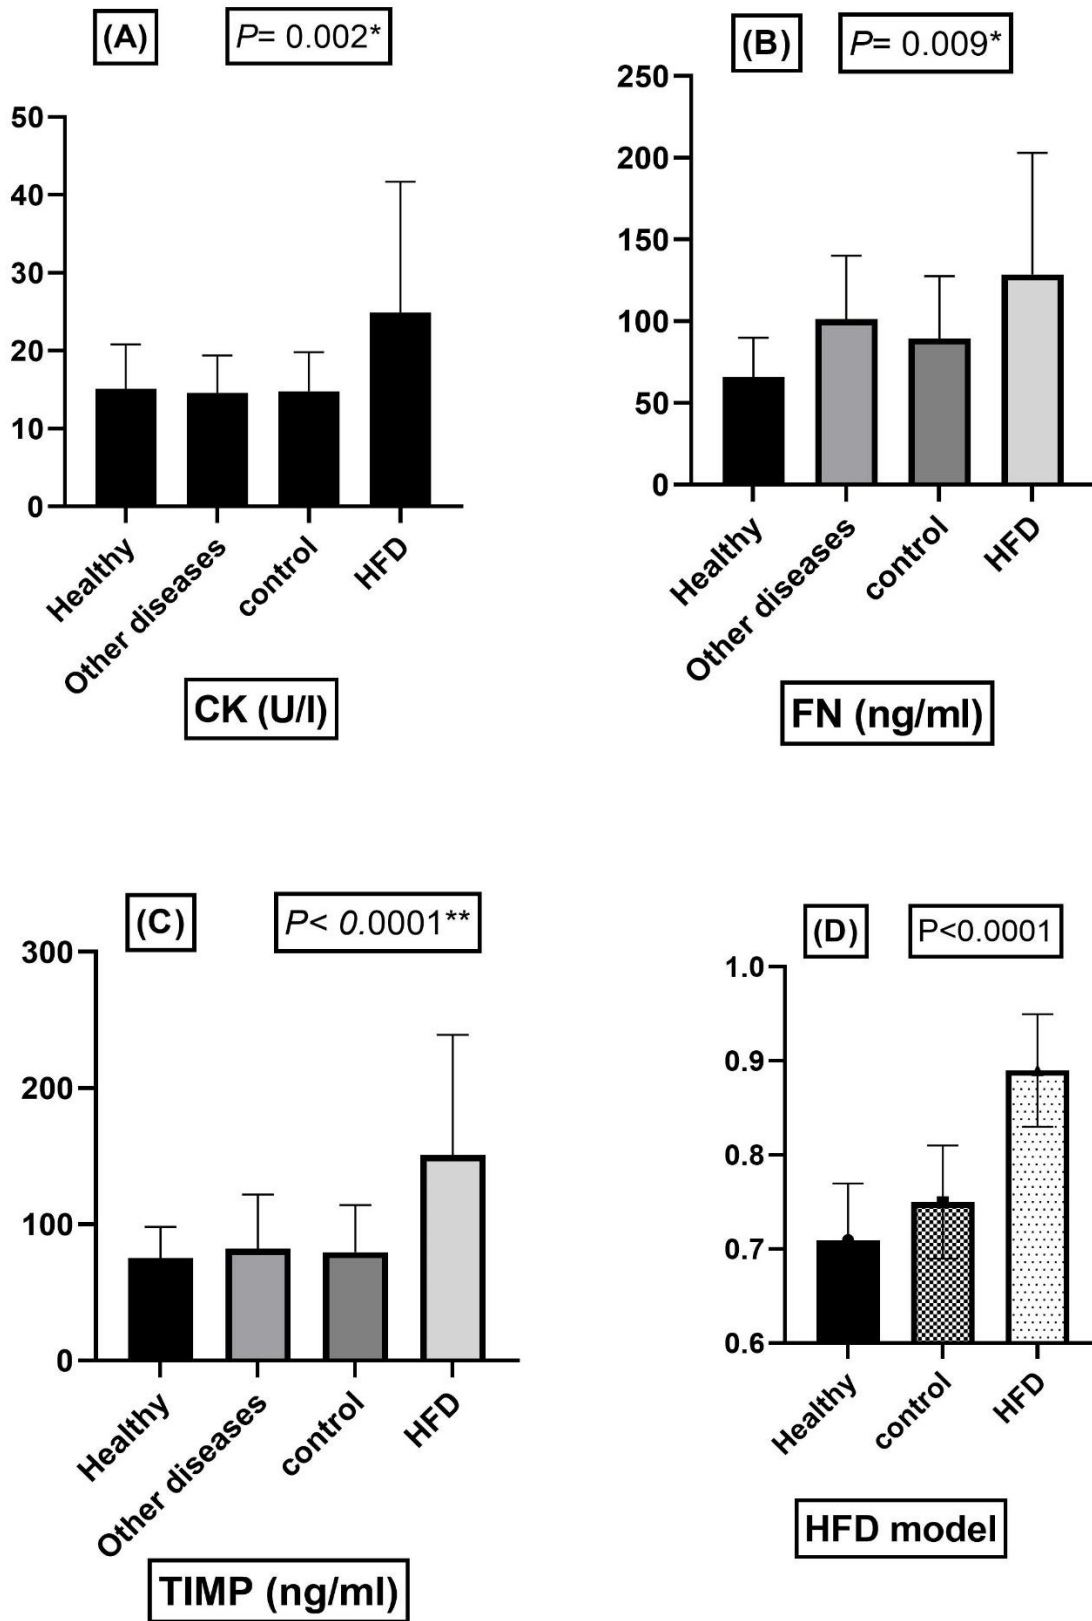 (A)
P= 0.002*
50
40
30
20
10
0
Healthy
Other diseases
control
HFD
CK (U/l)
(B)
P= 0.009*
250
200
150
100
50
0
Healthy
Other diseases
control
HFD
FN (ng/ml)
(C)
P< 0.0001**
300
200
100
0
Healthy
Other diseases
control
HFD
TIMP (ng/ml)
(D)
P<0.0001
1.0
0.9
0.8
0.7
0.6
Healthy
control
HFD
HFD model